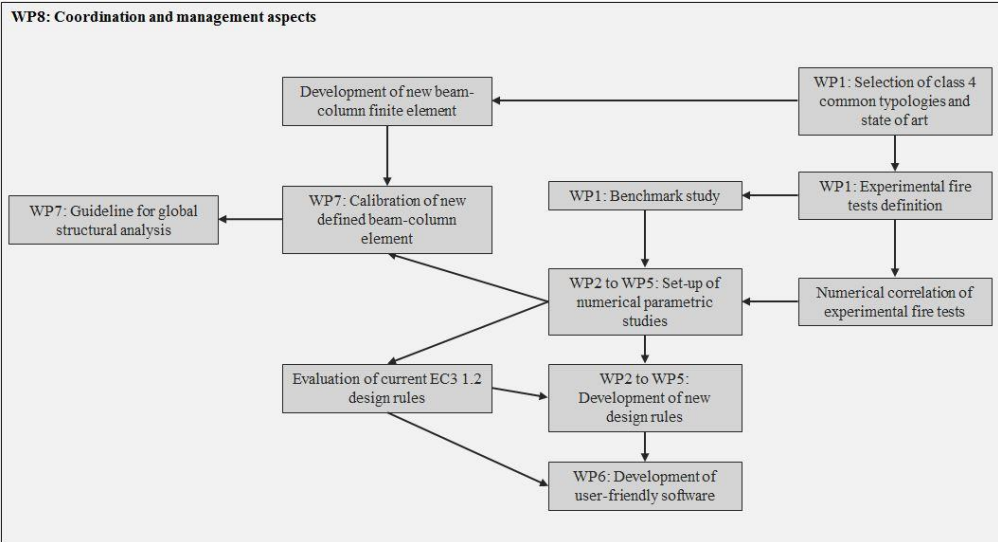 WP8: Coordination and management aspects
Development of new beam-
column finite element
WP1: Selection of class 4
common typologies and
state of art
WP7: Guideline for global
structural analysis
WP7: Calibration of new
defined beam-column
element
WP1: Benchmark study
WP1: Experimental fire
tests definition
WP2 to WP5: Set-up of
numerical parametric
studies
Numerical correlation of
experimental fire tests
Evaluation of current EC3 1.2
design rules
WP2 to WP5:
Development of new
design rules
WP6: Development of
user-friendly software